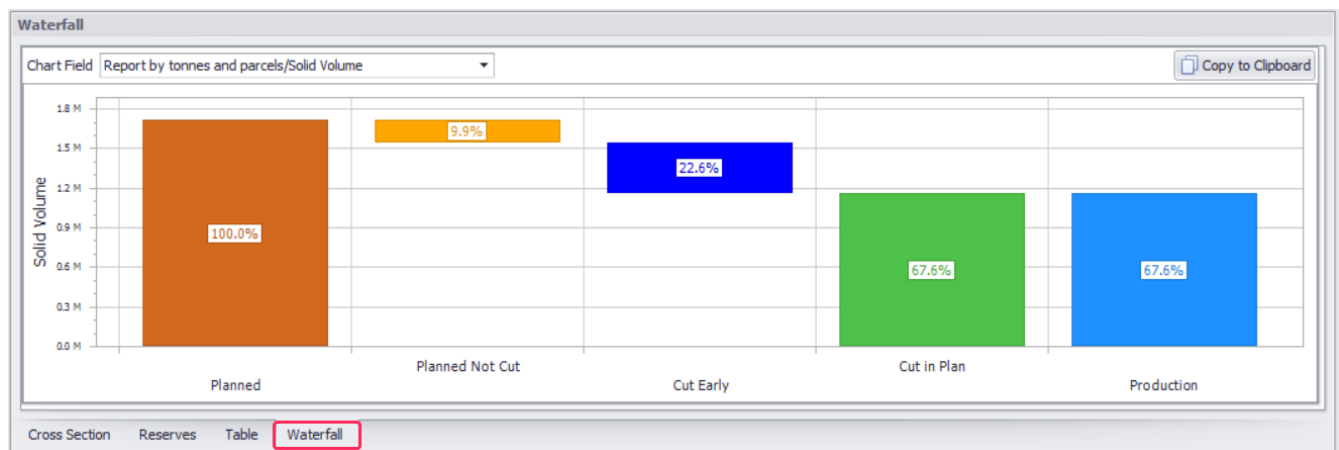 Waterfall
Chart Field Report by tonnes and parcels/Solid Volume Copy to Clipboard
Solid Volume
1.8 M
1.5 M
1.2 M
0.9 M
0.6 M
0.3 M
0.0 M
100.0%
9.9%
22.6%
67.6%
67.6%
Planned
Planned Not Cut
Cut Early
Cut in Plan
Production
Cross Section Reserves Table Waterfall